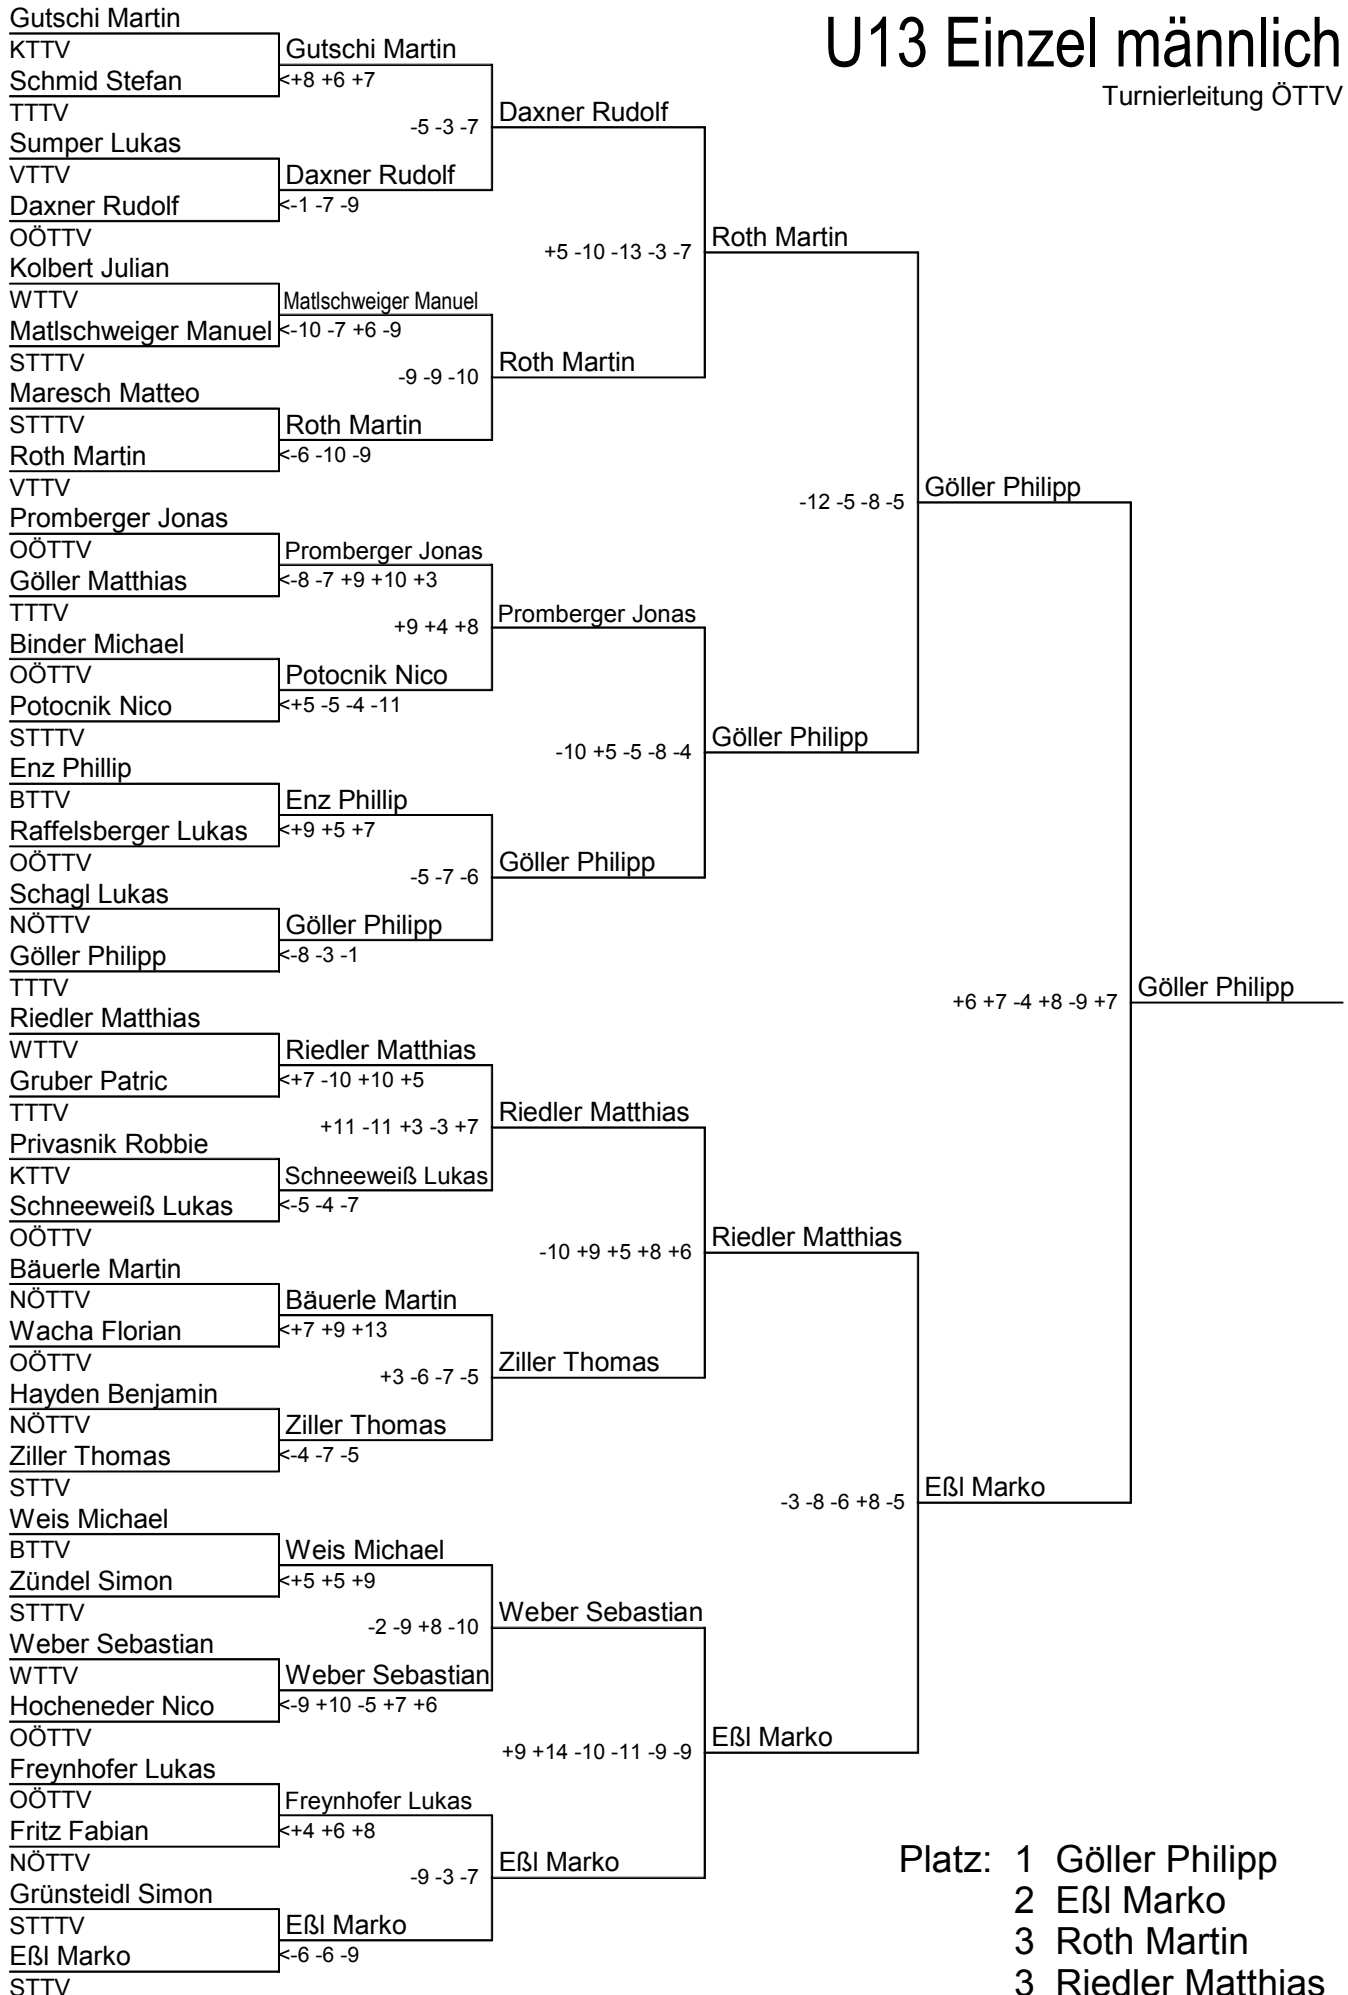 U13 Einzel männlich
Turnierleitung ÖTTV
Gutschi Martin
KTTV
Schmid Stefan
TTTV
Sumper Lukas
VTTV
Daxner Rudolf
OÖTTV
Kolbert Julian
WTTV
Matlschweiger Manuel
STTTV
Maresch Matteo
STTTV
Roth Martin
VTTV
Promberger Jonas
OÖTTV
Göller Matthias
TTTV
Binder Michael
OÖTTV
Potocnik Nico
STTTV
Enz Phillip
BTTV
Raffelsberger Lukas
OÖTTV
Schagl Lukas
NÖTTV
Göller Philipp
TTTV
Riedler Matthias
WTTV
Gruber Patric
TTTV
Privasnik Robbie
KTTV
Schneeweiß Lukas
OÖTTV
Bäuerle Martin
NÖTTV
Wacha Florian
OÖTTV
Hayden Benjamin
NÖTTV
Ziller Thomas
STTV
Weis Michael
BTTV
Zündel Simon
STTTV
Weber Sebastian
WTTV
Hocheneder Nico
OÖTTV
Freynhofer Lukas
OÖTTV
Fritz Fabian
NÖTTV
Grünsteidl Simon
STTTV
Eßl Marko
STTV
Gutschi Martin
<+8 +6 +7
Daxner Rudolf
<-1 -7 -9
Matlschweiger Manuel
<-10 -7 +6 -9
Roth Martin
<-6 -10 -9
Promberger Jonas
<-8 -7 +9 +10 +3
Potocnik Nico
<+5 -5 -4 -11
Enz Phillip
<+9 +5 +7
Göller Philipp
<-8 -3 -1
Riedler Matthias
<+7 -10 +10 +5
Schneeweiß Lukas
<-5 -4 -7
Bäuerle Martin
<+7 +9 +13
Ziller Thomas
<-4 -7 -5
Weis Michael
<+5 +5 +9
Weber Sebastian
<-9 +10 -5 +7 +6
Freynhofer Lukas
<+4 +6 +8
Eßl Marko
<-6 -6 -9
Daxner Rudolf
-5 -3 -7
Roth Martin
-9 -9 -10
Promberger Jonas
+9 +4 +8
Göller Philipp
-5 -7 -6
Riedler Matthias
+11 -11 +3 -3 +7
Ziller Thomas
+3 -6 -7 -5
Weber Sebastian
-2 -9 +8 -10
Eßl Marko
-9 -3 -7
Roth Martin
+5 -10 -13 -3 -7
Göller Philipp
-10 +5 -5 -8 -4
Riedler Matthias
-10 +9 +5 +8 +6
Eßl Marko
+9 +14 -10 -11 -9 -9
Göller Philipp
-12 -5 -8 -5
Eßl Marko
-3 -8 -6 +8 -5
Göller Philipp
+6 +7 -4 +8 -9 +7
Platz: 1 Göller Philipp
2 Eßl Marko
3 Roth Martin
3 Riedler Matthias